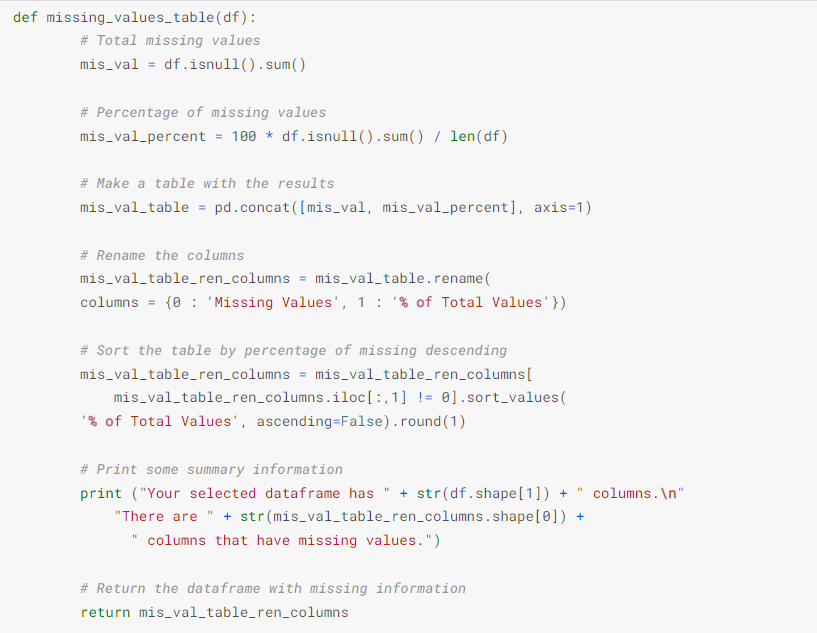 def missing_values_table(df):
        # Total missing values
        mis_val = df.isnull().sum()

        # Percentage of missing values
        mis_val_percent = 100 * df.isnull().sum() / len(df)

        # Make a table with the results
        mis_val_table = pd.concat([mis_val, mis_val_percent], axis=1)

        # Rename the columns
        mis_val_table_ren_columns = mis_val_table.rename(
        columns = {0 : 'Missing Values', 1 : '% of Total Values'})

        # Sort the table by percentage of missing descending
        mis_val_table_ren_columns = mis_val_table_ren_columns[
            mis_val_table_ren_columns.iloc[:,1] != 0].sort_values(
        '% of Total Values', ascending=False).round(1)

        # Print some summary information
        print ("Your selected dataframe has " + str(df.shape[1]) + " columns.\n"
            "There are " + str(mis_val_table_ren_columns.shape[0]) +
              " columns that have missing values.")

        # Return the dataframe with missing information
        return mis_val_table_ren_columns